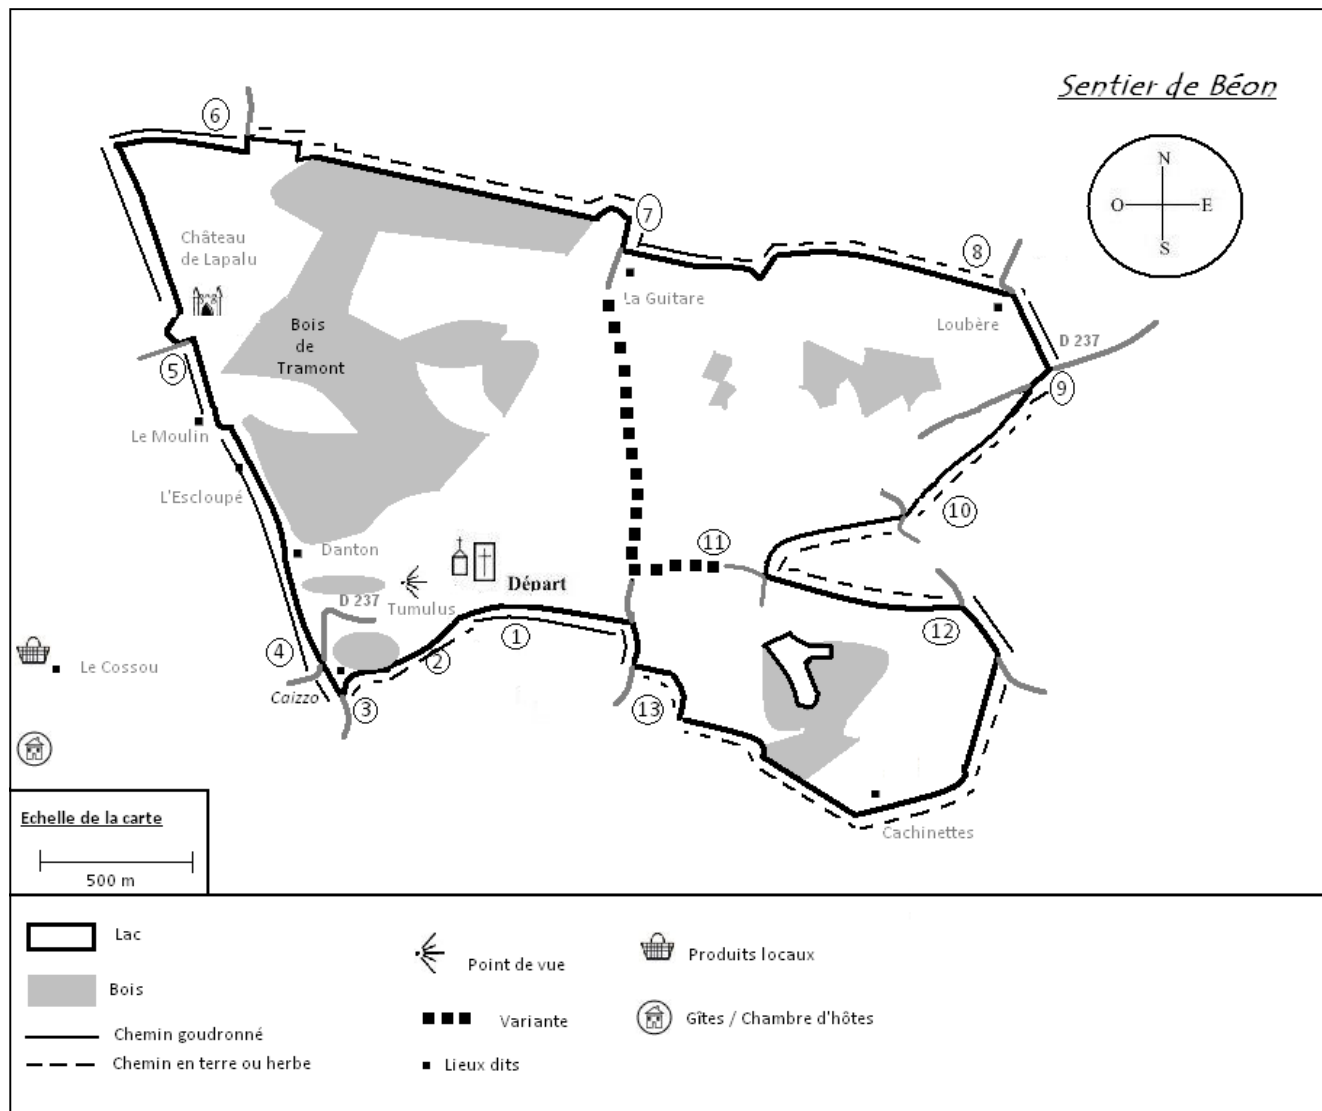 Sentier de Béon
N
O
E
S
6
7
8
Château
de Lapalu
La Guitare
Loubère
D 237
Bois
de
Tramont
5
9
Le Moulin
L'Escloupé
10
11
Danton
Départ
D 237
Tumulus
1
12
4
2
Le Cossou
Caizzo
3
13
Cachinettes
Echelle de la carte
500 m
Lac
Point de vue
Produits locaux
Bois
Variante
Gîtes / Chambre d'hôtes
Chemin goudronné
Chemin en terre ou herbe
Lieux dits